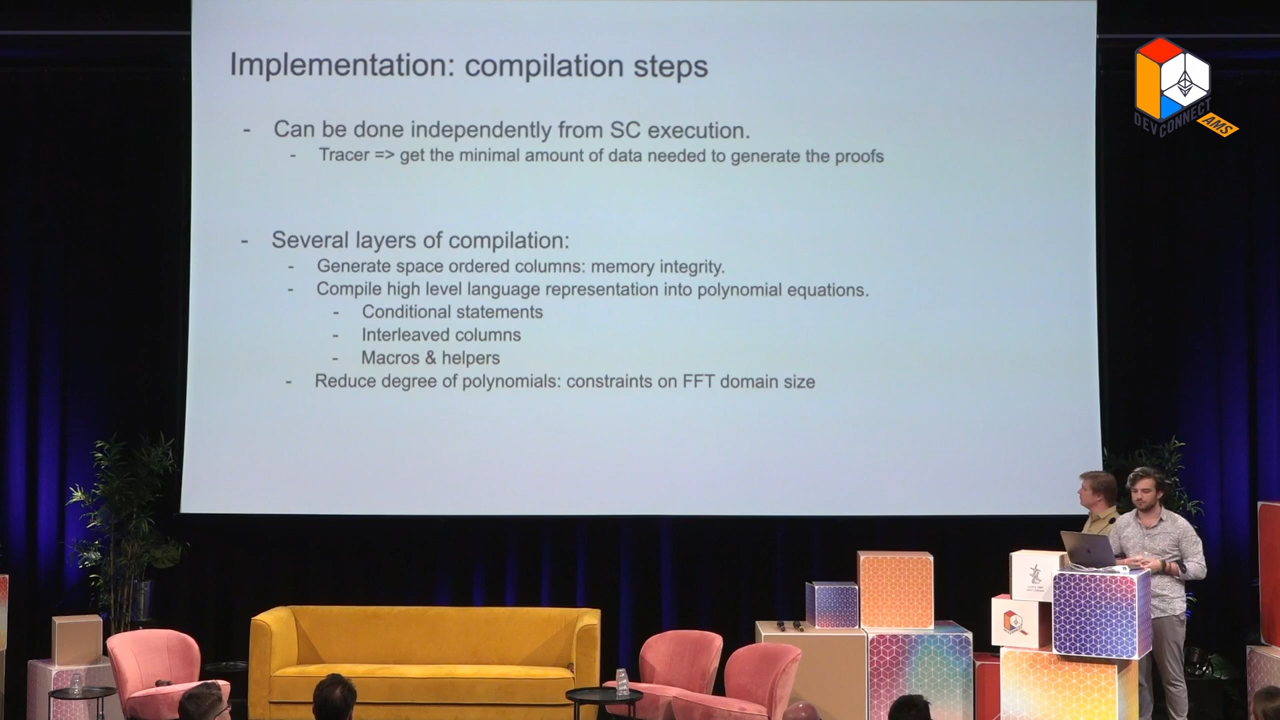 Implementation: compilation steps
- Can be done independently from SC execution.
- Tracer => get the minimal amount of data needed to generate the proofs
- Several layers of compilation:
- Generate space ordered columns: memory integrity.
- Compile high level language representation into polynomial equations.
- Conditional statements
- Interleaved columns
- Macros & helpers
- Reduce degree of polynomials: constraints on FFT domain size
DEVCONNECT
AMS